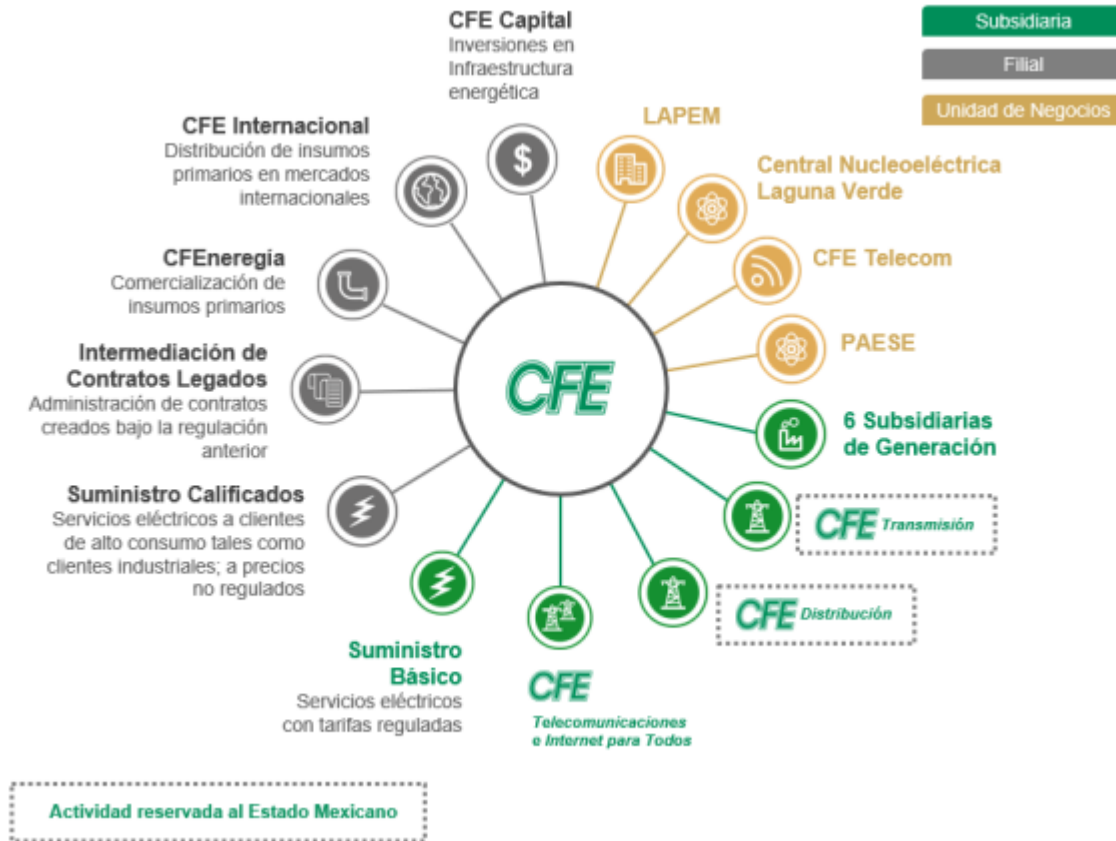 CFE Capital
Inversiones en
Infraestructura
energética
Subsidiaria
Filial
Unidad de Negocios
CFE Internacional
Distribución de insumos
primarios en mercados
internacionales
$
LAPEM
Central Nucleoeléctrica
Laguna Verde
CFEneregia
Comercialización de
insumos primarios
CFE Telecom
Intermediación de
Contratos Legados
Administración de contratos
creados bajo la regulación
anterior
CFE
PAESE
6 Subsidiarias
de Generación
Suministro Calificados
Servicios eléctricos a clientes
de alto consumo tales como
clientes industriales; a precios
no regulados
CFE Transmisión
CFE Distribución
Suministro
Básico
Servicios eléctricos
con tarifas reguladas
CFE
Telecomunicaciones
e Internet para Todos
Actividad reservada al Estado Mexicano